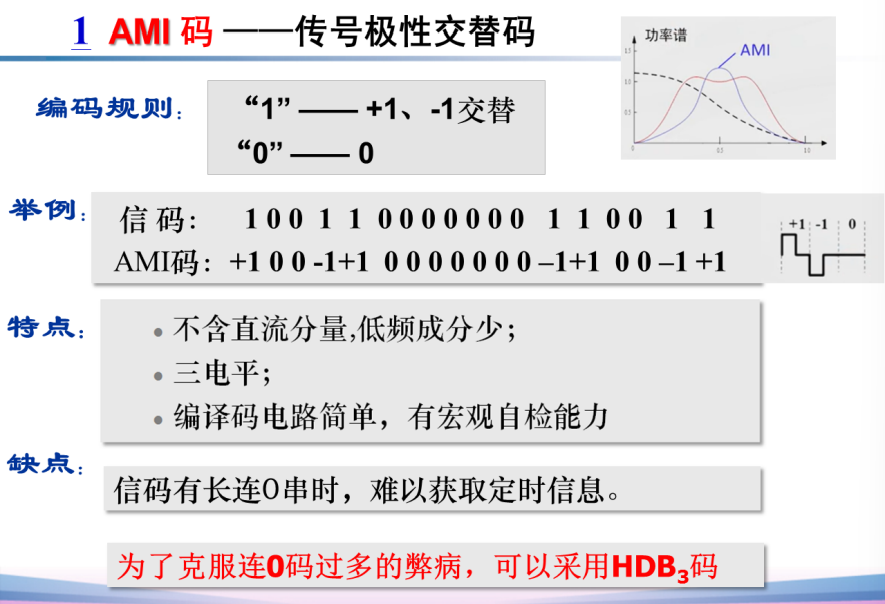 1 AMI 码 ——传号极性交替码
功率谱
AMI
1.5
1.0
0.5
0 0.5 1.0
编码规则：
“1” —— +1、-1交替
“0” —— 0
举例：
信 码： 1 0 0 1 1 0 0 0 0 0 0 0 1 1 0 0 1 1
AMI码：+1 0 0 -1+1 0 0 0 0 0 0 0 –1+1 0 0 –1 +1
+1 -1 0
特点：
• 不含直流分量,低频成分少；
• 三电平；
• 编译码电路简单，有宏观自检能力
缺点：
信码有长连0串时，难以获取定时信息。
为了克服连0码过多的弊病，可以采用HDB₃码